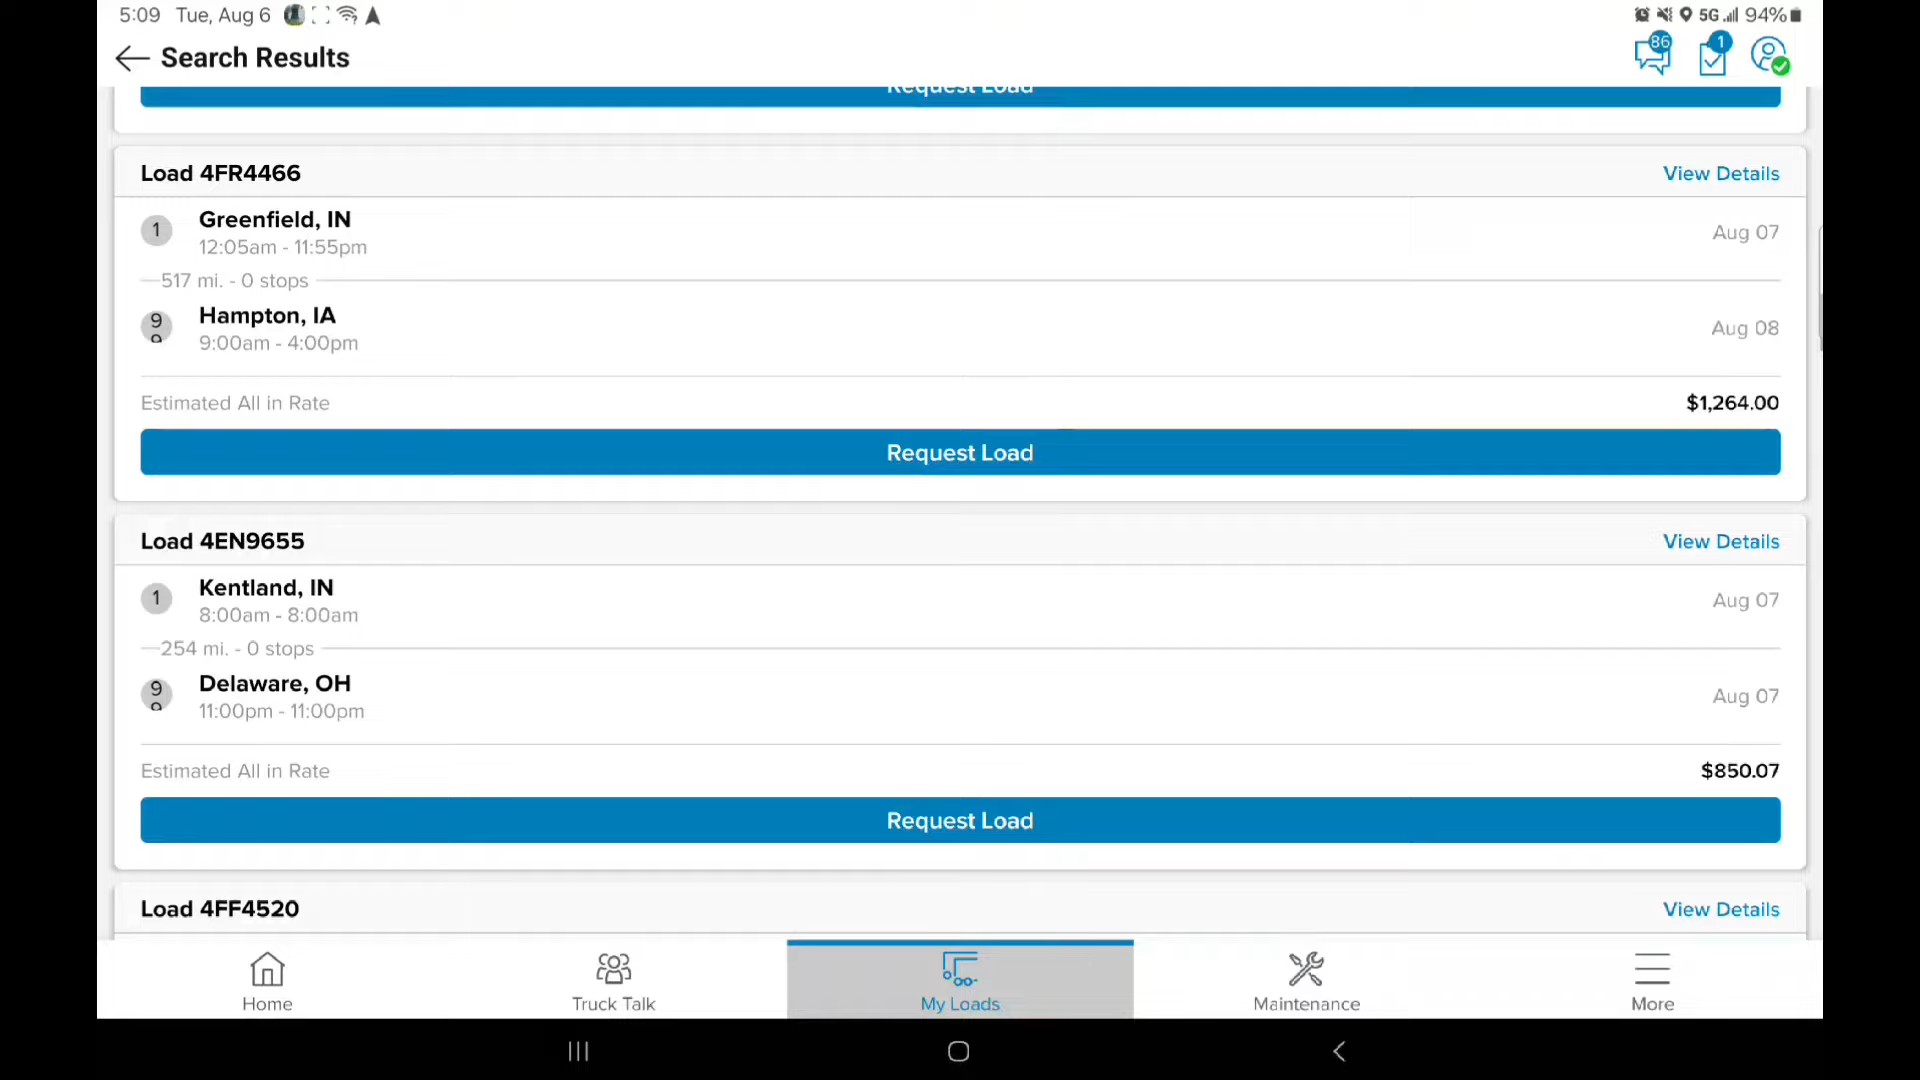 5:09 Tue, Aug 6
5G 94%
Search Results
86
1
Request Load
Load 4FR4466
View Details
1
Greenfield, IN
12:05am - 11:55pm
Aug 07
517 mi. - 0 stops
99
Hampton, IA
9:00am - 4:00pm
Aug 08
Estimated All in Rate
$1,264.00
Request Load
Load 4EN9655
View Details
1
Kentland, IN
8:00am - 8:00am
Aug 07
254 mi. - 0 stops
99
Delaware, OH
11:00pm - 11:00pm
Aug 07
Estimated All in Rate
$850.07
Request Load
Load 4FF4520
View Details
Home
Truck Talk
My Loads
Maintenance
More